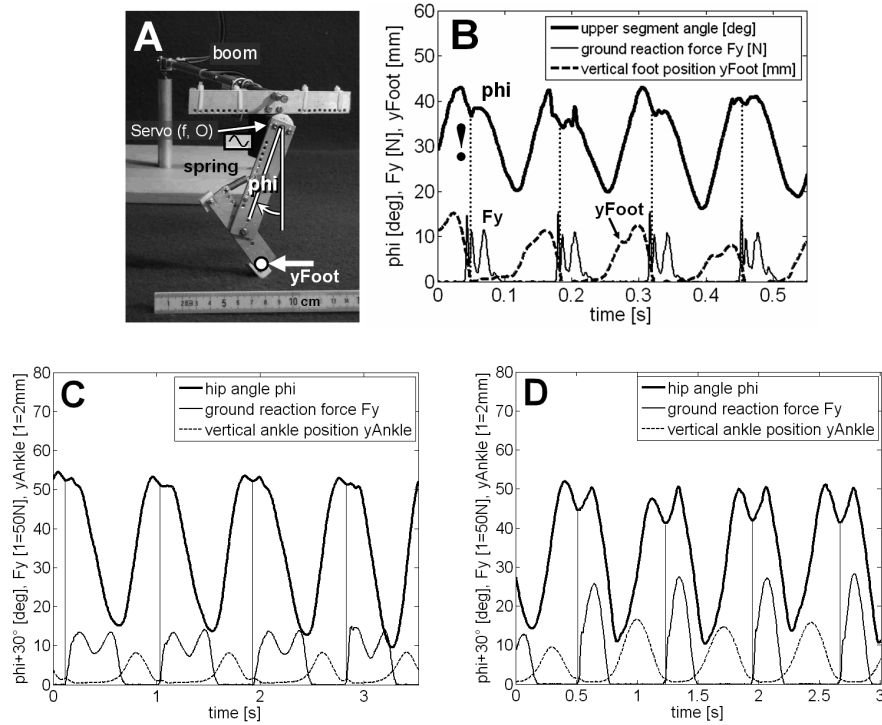 A
boom
Servo (f, O)
spring
phi
yFoot
5
10 cm
B
upper segment angle [deg]
ground reaction force Fy [N]
vertical foot position yFoot [mm]
phi
!
Fy
yFoot
phi [deg], Fy [N], yFoot [mm]
60
50
40
30
20
10
0
0 0.1 0.2 0.3 0.4 0.5
time [s]
C
hip angle phi
ground reaction force Fy
vertical ankle position yAnkle
phi+30° [deg], Fy [1=50N], yAnkle [1=2mm]
80
70
60
50
40
30
20
10
0
0 1 2 3
time [s]
D
hip angle phi
ground reaction force Fy
vertical ankle position yAnkle
phi+30° [deg], Fy [1=50N], yAnkle [1=2mm]
80
70
60
50
40
30
20
10
0
0 0.5 1 1.5 2 2.5 3
time [s]